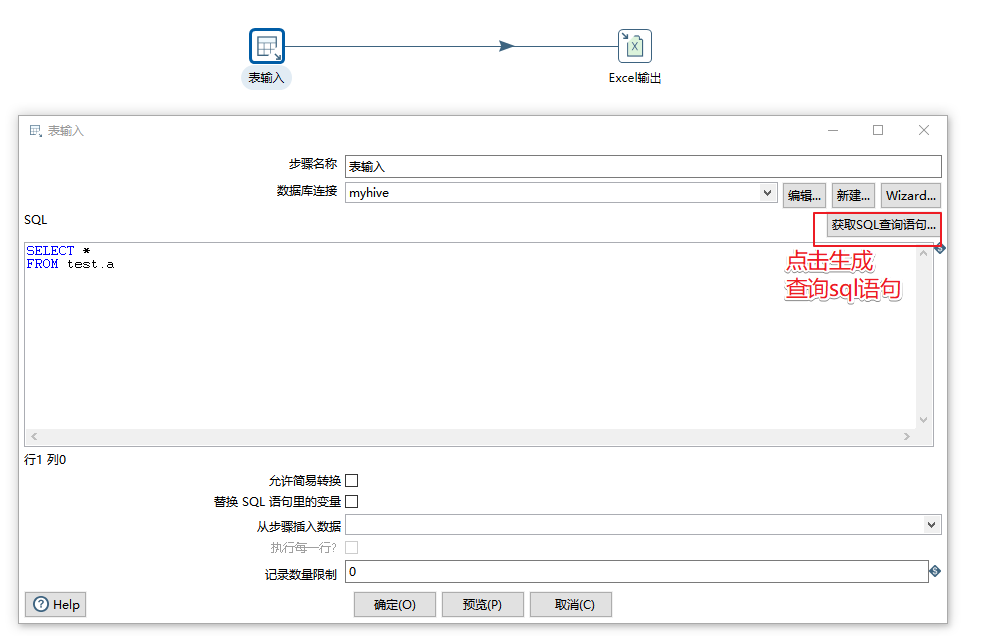 表输入
Excel输出
表输入
步骤名称 表输入
数据库连接 myhive 编辑... 新建... Wizard...
SQL 获取SQL查询语句...
SELECT *
FROM test.a
点击生成
查询sql语句
行1 列0
允许简易转换
替换 SQL 语句里的变量
从步骤插入数据
执行每一行?
记录数量限制 0
Help 确定(O) 预览(P) 取消(C)